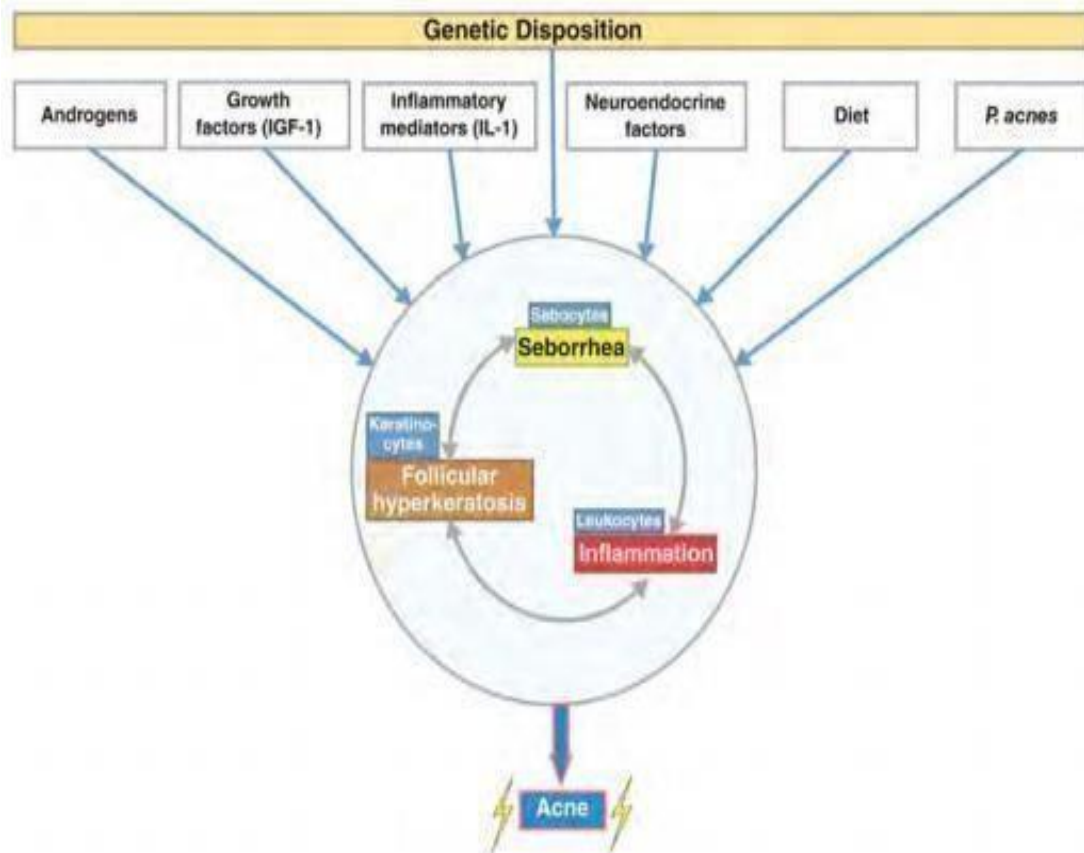 Genetic Disposition
Androgens
Growth
factors (IGF-1)
Inflammatory
mediators (IL-1)
Neuroendocrine
factors
Diet
P. acnes
Sebocytes
Seborrhea
Keratino-
cytes
Follicular
hyperkeratosis
Leukocytes
Inflammation
Acne